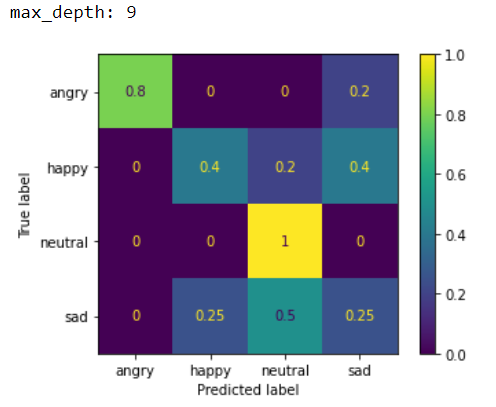 max_depth: 9
1.0
angry 0.8 0 0 0.2
0.8
happy 0 0.4 0.2 0.4
0.6
True label
0.4
neutral 0 0 1 0
0.2
sad 0 0.25 0.5 0.25
0.0
angry happy neutral sad
Predicted label